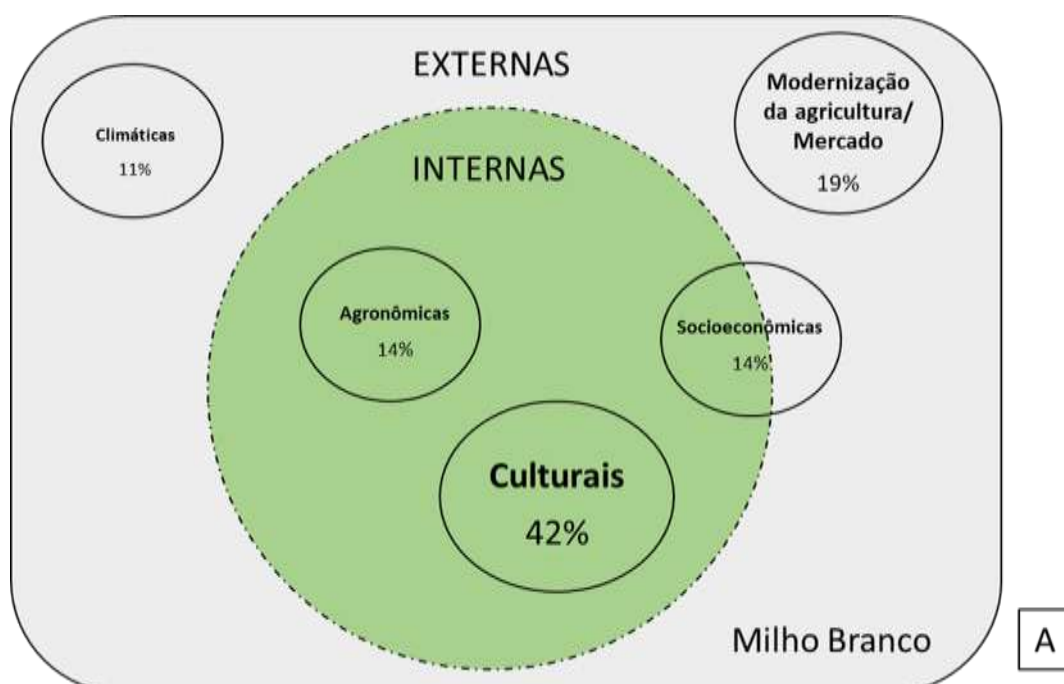 EXTERNAS
Climáticas
11%
Modernização
da agricultura/
Mercado
19%
INTERNAS
Agronômicas
14%
Socioeconômicas
14%
Culturais
42%
Milho Branco
A